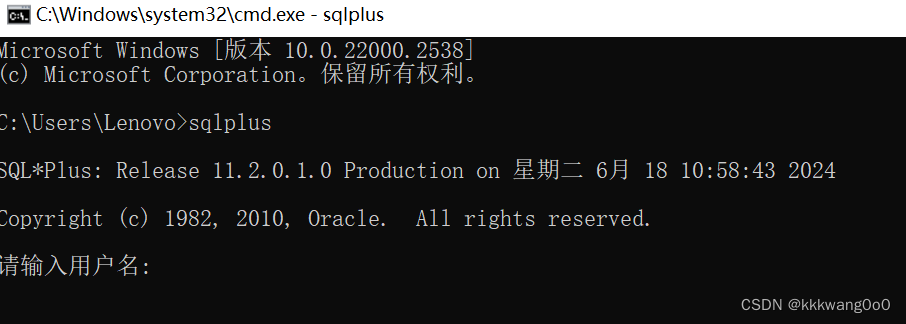 C:\Windows\system32\cmd.exe - sqlplus
Microsoft Windows [版本 10.0.22000.2538]
(c) Microsoft Corporation。保留所有权利。
C:\Users\Lenovo>sqlplus
SQL*Plus: Release 11.2.0.1.0 Production on 星期二 6月 18 10:58:43 2024
Copyright (c) 1982, 2010, Oracle.  All rights reserved.
请输入用户名:
CSDN @kkkwang0o0